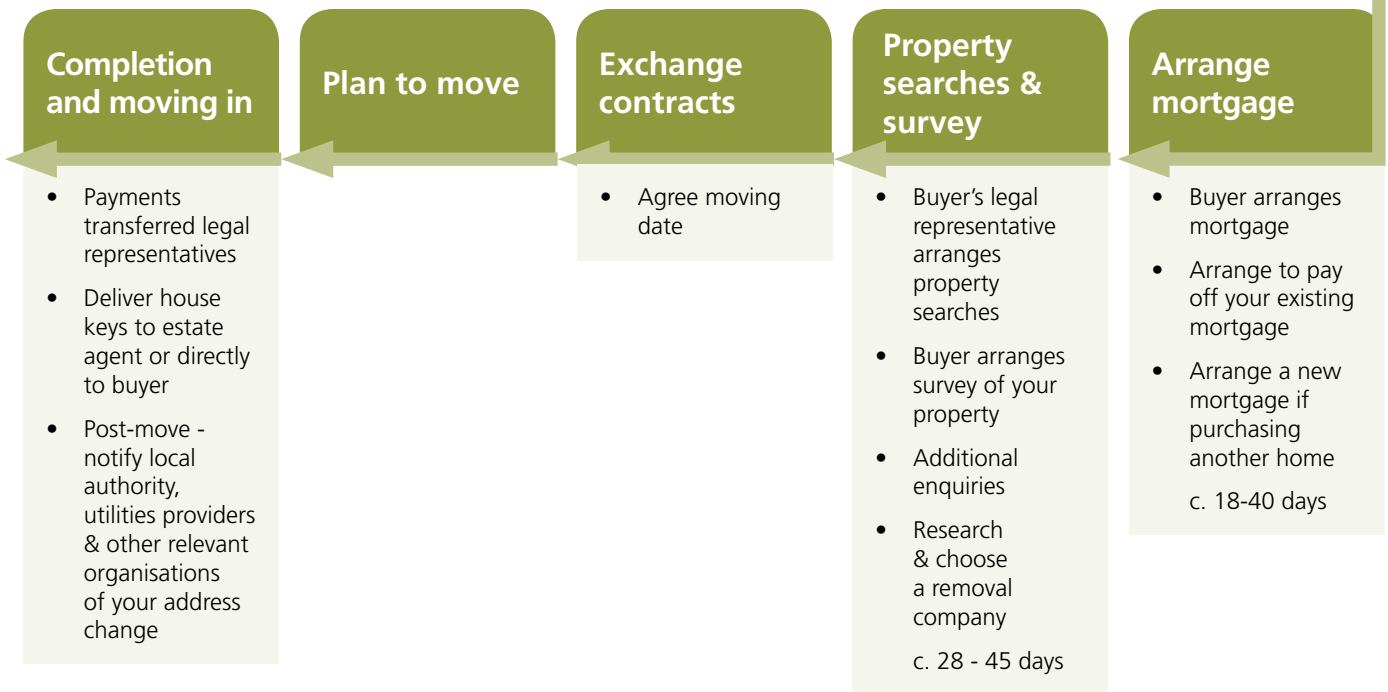 Completion
and moving in
• Payments
transferred legal
representatives
• Deliver house
keys to estate
agent or directly
to buyer
• Post-move -
notify local
authority,
utilities providers
& other relevant
organisations
of your address
change
Plan to move
Exchange
contracts
• Agree moving
date
Property
searches &
survey
• Buyer’s legal
representative
arranges
property
searches
• Buyer arranges
survey of your
property
• Additional
enquiries
• Research
& choose
a removal
company
c. 28 - 45 days
Arrange
mortgage
• Buyer arranges
mortgage
• Arrange to pay
off your existing
mortgage
• Arrange a new
mortgage if
purchasing
another home
c. 18-40 days